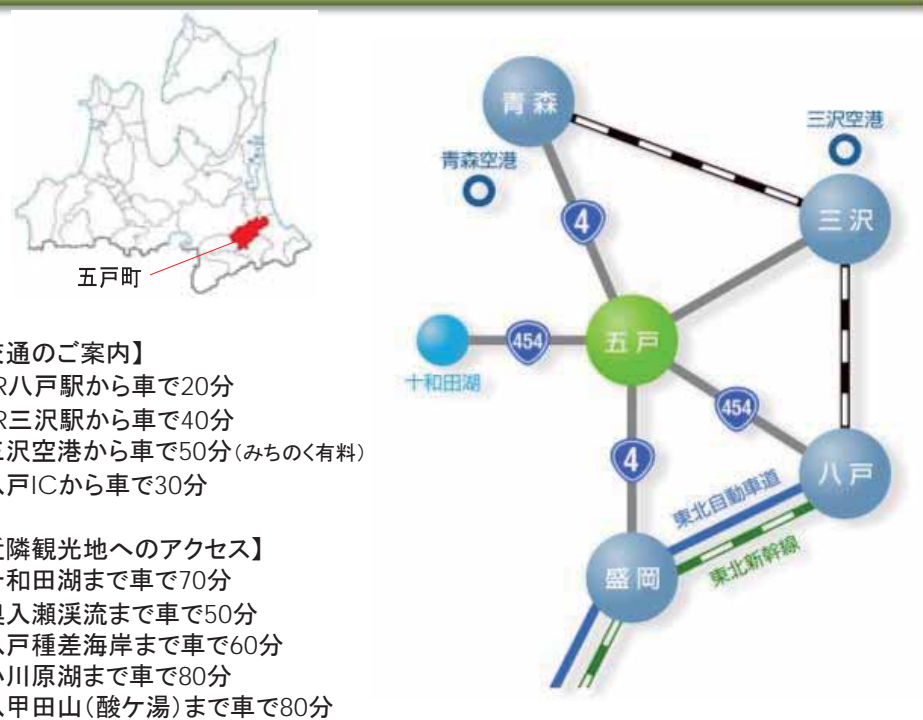 五戸町
通のご案内】
R八戸駅から車で20分
R三沢駅から車で40分
三沢空港から車で50分(みちのく有料)
八戸ICから車で30分
隣観光地へのアクセス】
十和田湖まで車で70分
奥入瀬渓流まで車で50分
八戸種差海岸まで車で60分
小川原湖まで車で80分
八甲田山(酸ケ湯)まで車で80分
青森
三沢空港
青森空港
三沢
4
五戸
454
十和田湖
454
4
八戸
東北自動車道
東北新幹線
盛岡